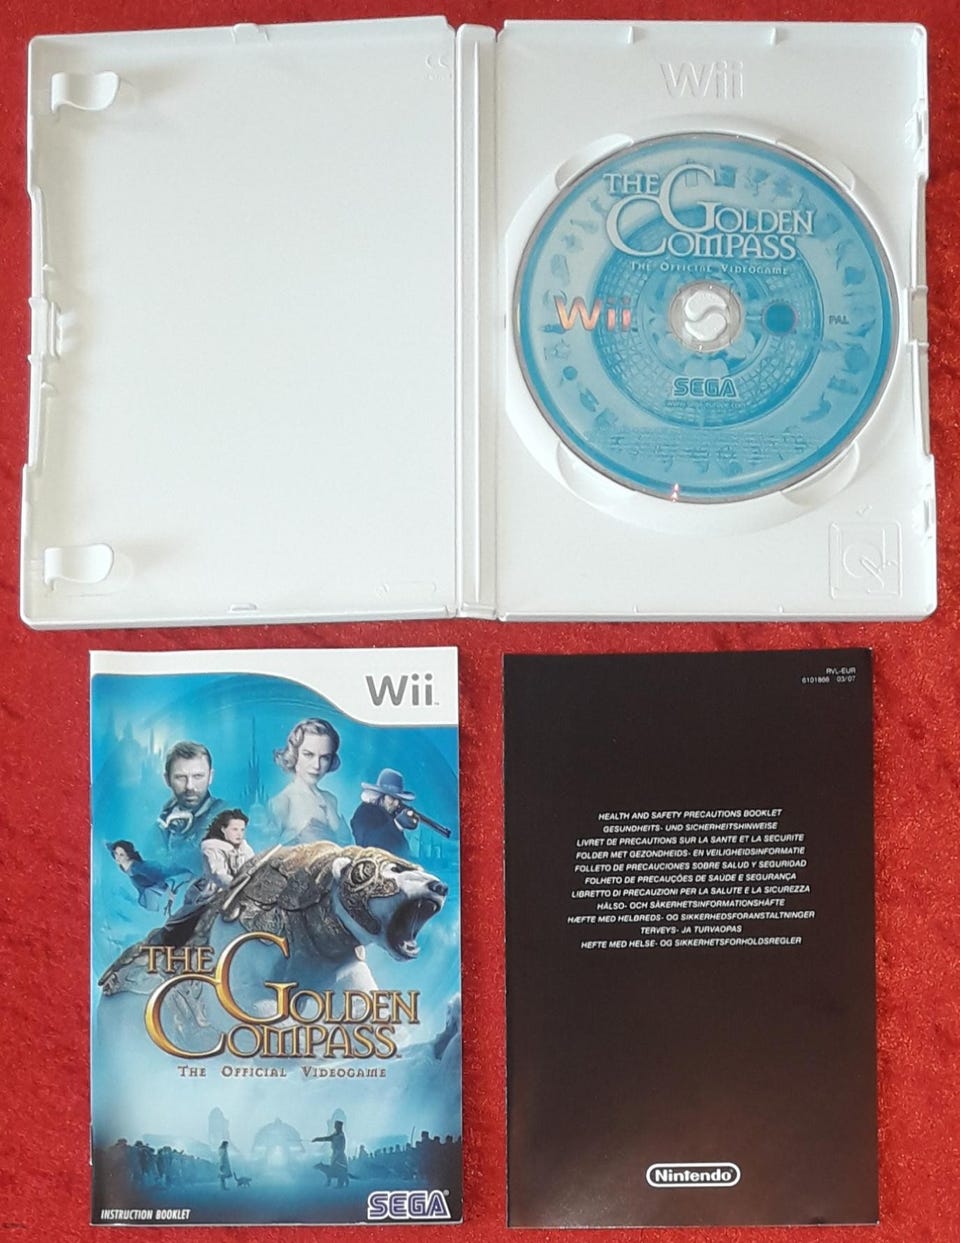 Wii
THE GOLDEN
COMPASS
THE OFFICIAL VIDEOGAME
Wii
PAL
SEGA
Wii™
THE GOLDEN
COMPASS™
THE OFFICIAL VIDEOGAME
INSTRUCTION BOOKLET
SEGA®
RVL-EUR
6101866 03/07
HEALTH AND SAFETY PRECAUTIONS BOOKLET
GESUNDHEITS- UND SICHERHEITSHINWEISE
LIVRET DE PRECAUTIONS SUR LA SANTE ET LA SECURITE
FOLDER MET GEZONDHEIDS- EN VEILIGHEIDSINFORMATIE
FOLLETO DE PRECAUCIONES SOBRE SALUD Y SEGURIDAD
FOLHETO DE PRECAUÇÕES DE SAÚDE E SEGURANÇA
LIBRETTO DI PRECAUZIONI PER LA SALUTE E LA SICUREZZA
HÄLSO- OCH SÄKERHETSINFORMATIONSHÄFTE
HÆFTE MED HELBREDS- OG SIKKERHEDSFORANSTALTNINGER
TERVEYS- JA TURVAOPAS
HEFTE MED HELSE- OG SIKKERHETSFORHOLDSREGLER
Nintendo